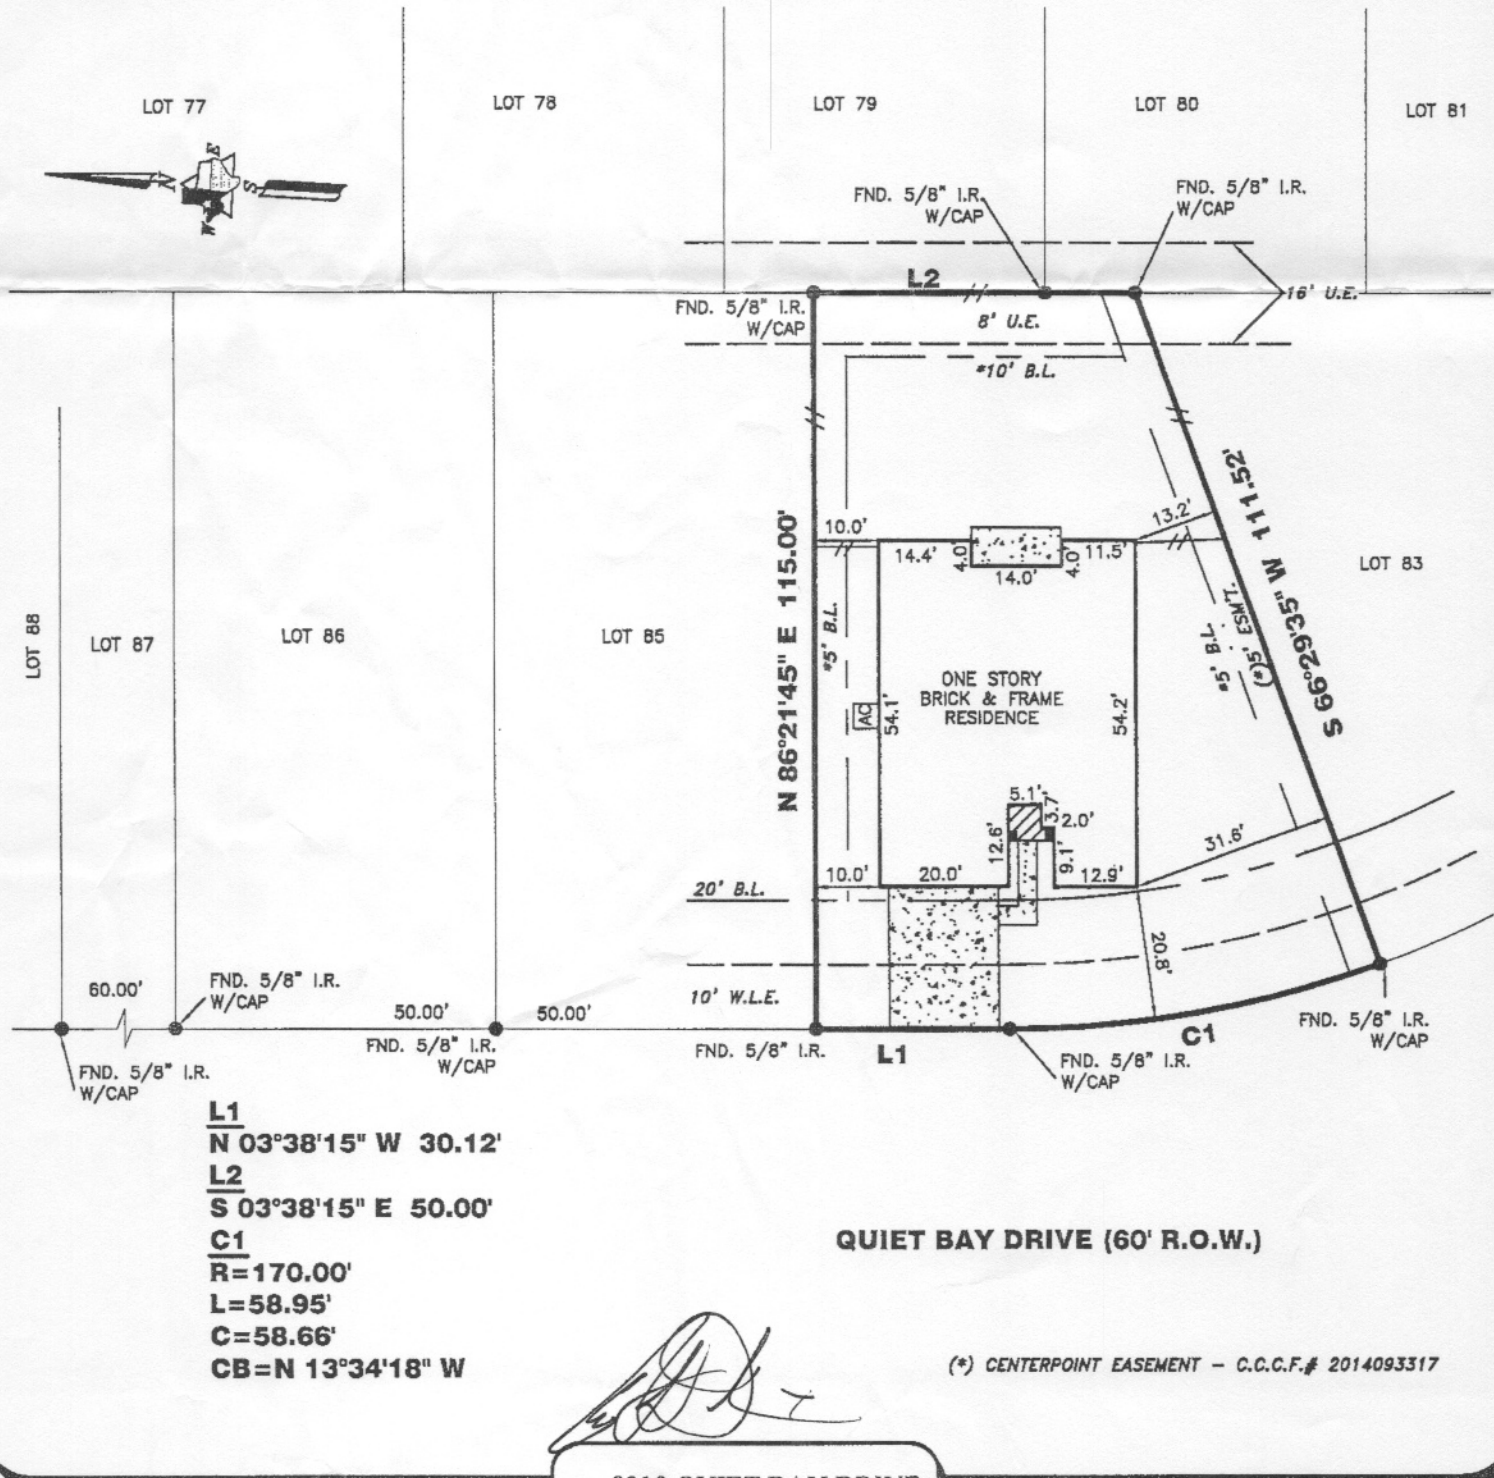 LOT 77
LOT 78
LOT 79
LOT 80
LOT 81
N
E
S
W
FND. 5/8" I.R.
W/CAP
FND. 5/8" I.R.
W/CAP
L2
16' U.E.
FND. 5/8" I.R.
W/CAP
8' U.E.
*10' B.L.
N 86°21'45" E 115.00'
S 66°29'35" W 111.52'
10.0'
14.4'
4.0'
14.0'
4.0'
11.5'
13.2'
LOT 83
LOT 88
LOT 87
LOT 86
LOT 85
*5' B.L.
*5' B.L.
(*)5' ESM'T.
AC
54.1'
ONE STORY
BRICK & FRAME
RESIDENCE
54.2'
5.1'
3.7'
2.0'
12.6'
9.1'
31.6'
20' B.L.
10.0'
20.0'
12.9'
20.8'
60.00'
FND. 5/8" I.R.
W/CAP
50.00'
50.00'
10' W.L.E.
FND. 5/8" I.R.
W/CAP
FND. 5/8" I.R.
W/CAP
FND. 5/8" I.R.
L1
FND. 5/8" I.R.
W/CAP
C1
FND. 5/8" I.R.
W/CAP
L1
N 03°38'15" W 30.12'
L2
S 03°38'15" E 50.00'
C1
R=170.00'
L=58.95'
C=58.66'
CB=N 13°34'18" W
QUIET BAY DRIVE (60' R.O.W.)
(*) CENTERPOINT EASEMENT - C.C.C.F.# 2014093317
QUIET BAY DRIVE